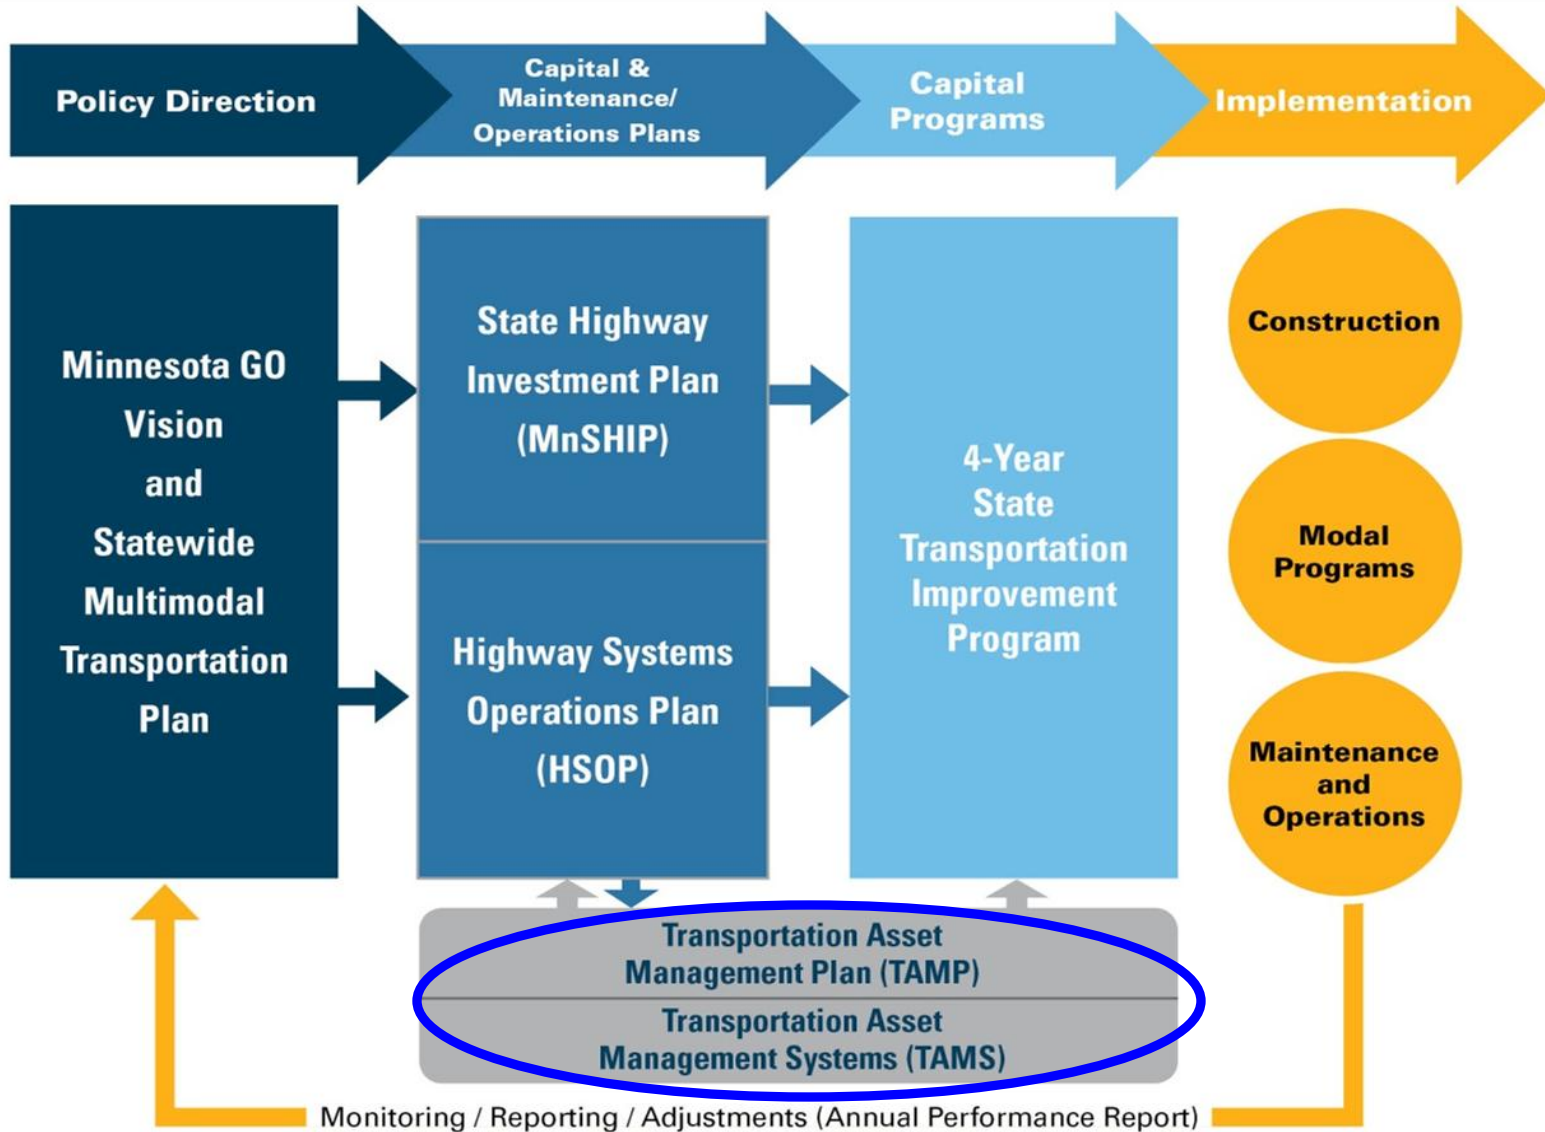 Policy Direction
Capital &
Maintenance/
Operations Plans
Capital
Programs
Implementation
Minnesota GO
Vision
and
Statewide
Multimodal
Transportation
Plan
State Highway
Investment Plan
(MnSHIP)
Highway Systems
Operations Plan
(HSOP)
4-Year
State
Transportation
Improvement
Program
Construction
Modal
Programs
Maintenance
and
Operations
Transportation Asset
Management Plan (TAMP)
Transportation Asset
Management Systems (TAMS)
Monitoring / Reporting / Adjustments (Annual Performance Report)